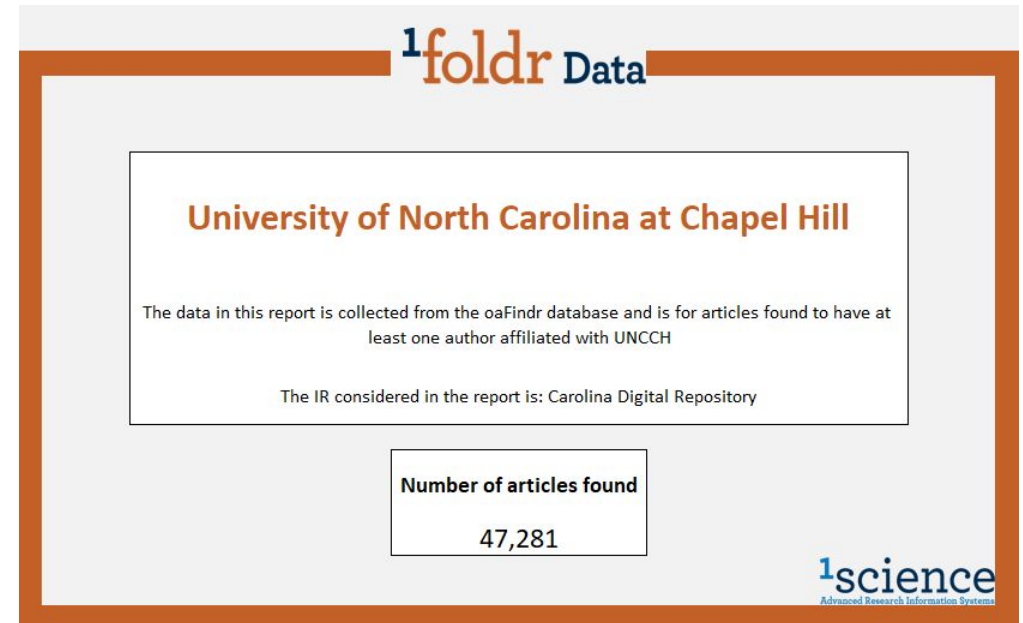 1foldr Data
University of North Carolina at Chapel Hill
The data in this report is collected from the oaFindr database and is for articles found to have at
least one author affiliated with UNCCH
The IR considered in the report is: Carolina Digital Repository
Number of articles found
47,281
1science
Advanced Research Information Systems